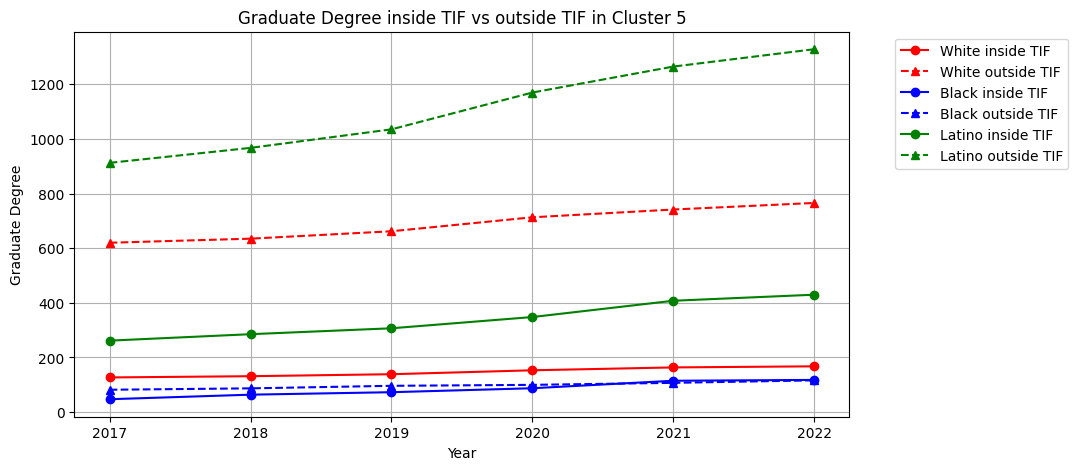 Graduate Degree inside TIF vs outside TIF in Cluster 5
Graduate Degree
1200
1000
800
600
400
200
0
2017 2018 2019 2020 2021 2022
Year
White inside TIF
White outside TIF
Black inside TIF
Black outside TIF
Latino inside TIF
Latino outside TIF